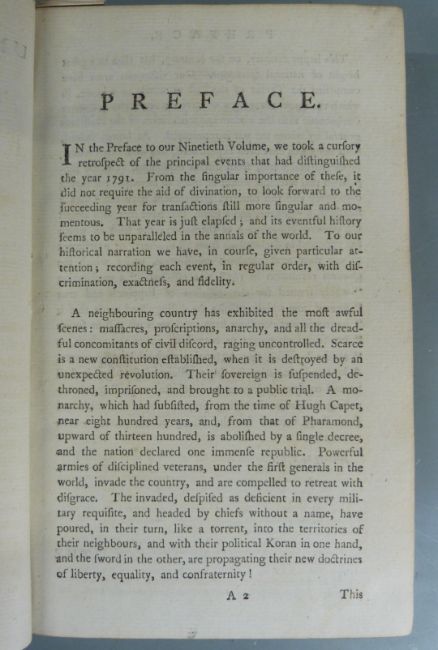 PREFACE.
IN the Preface to our Ninetieth Volume, we took a curſory
retroſpect of the principal events that had diſtinguiſhed
the year 1791. From the ſingular importance of theſe, it
did not require the aid of divination, to look forward to the
ſucceeding year for tranſactions ſtill more ſingular and mo-
mentous. That year is juſt elapſed; and its eventful hiſtory
ſeems to be unparalleled in the annals of the world. To our
hiſtorical narration we have, in courſe, given particular at-
tention; recording each event, in regular order, with diſ-
crimination, exactneſs, and fidelity.
A neighbouring country has exhibited the moſt awful
ſcenes: maſſacres, proſcriptions, anarchy, and all the dread-
ful concomitants of civil diſcord, raging uncontrolled. Scarce
is a new conſtitution eſtabliſhed, when it is deſtroyed by an
unexpected revolution. Their ſovereign is ſuſpended, de-
throned, impriſoned, and brought to a public trial. A mo-
narchy, which had ſubſiſted, from the time of Hugh Capet,
near eight hundred years, and, from that of Pharamond,
upward of thirteen hundred, is aboliſhed by a ſingle decree,
and the nation declared one immenſe republic. Powerful
armies of diſciplined veterans, under the firſt generals in the
world, invade the country, and are compelled to retreat with
diſgrace. The invaded, deſpiſed as deficient in every mili-
tary requiſite, and headed by chiefs without a name, have
poured, in their turn, like a torrent, into the territories of
their neighbours, and with their political Koran in one hand,
and the ſword in the other, are propagating their new doctrines
of liberty, equality, and confraternity!
A 2 This